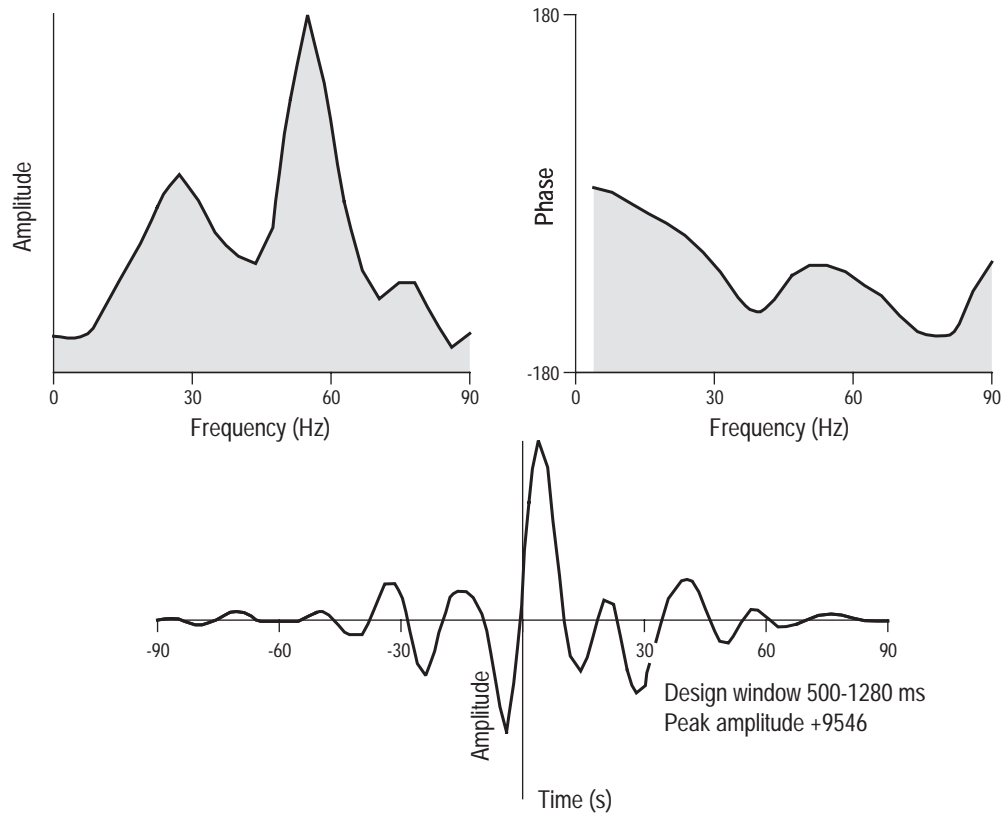 Amplitude
0 30 60 90
Frequency (Hz)
180
Phase
-180
0 30 60 90
Frequency (Hz)
-90 -60 -30 30 60 90
Amplitude
Design window 500-1280 ms
Peak amplitude +9546
Time (s)